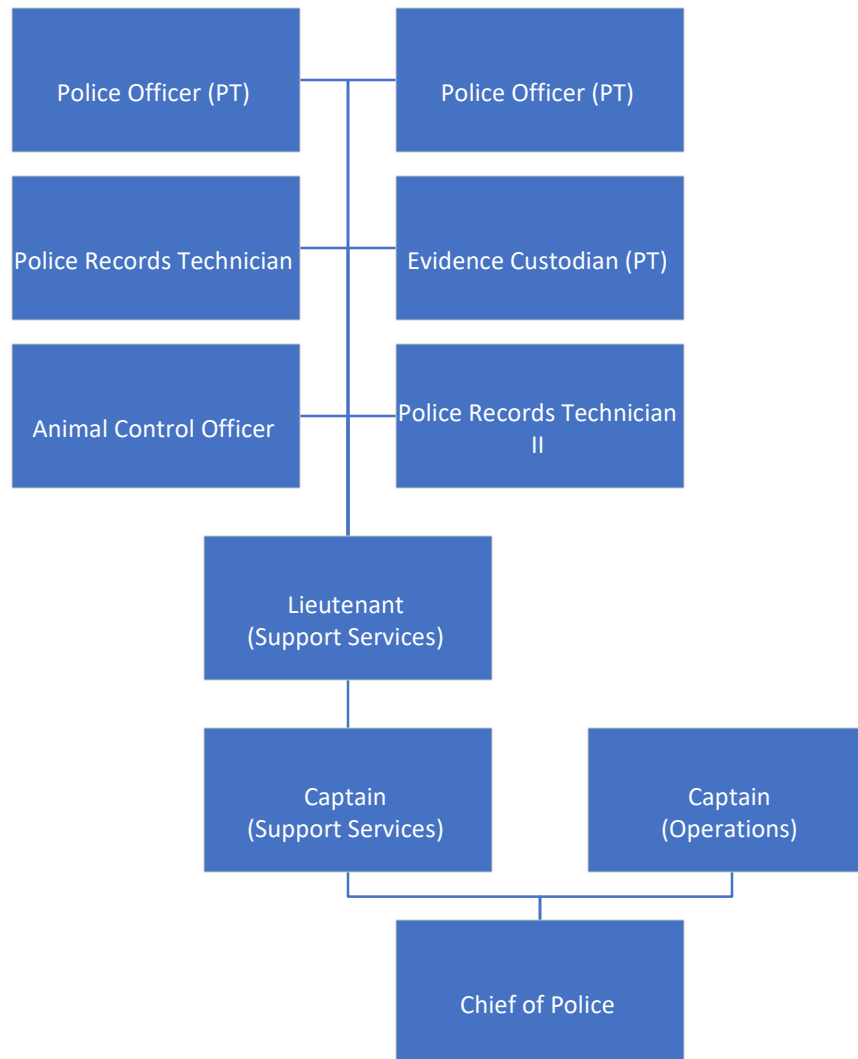 Police Officer (PT)
Police Officer (PT)
Police Records Technician
Evidence Custodian (PT)
Animal Control Officer
Police Records Technician
II
Lieutenant
(Support Services)
Captain
(Support Services)
Captain
(Operations)
Chief of Police